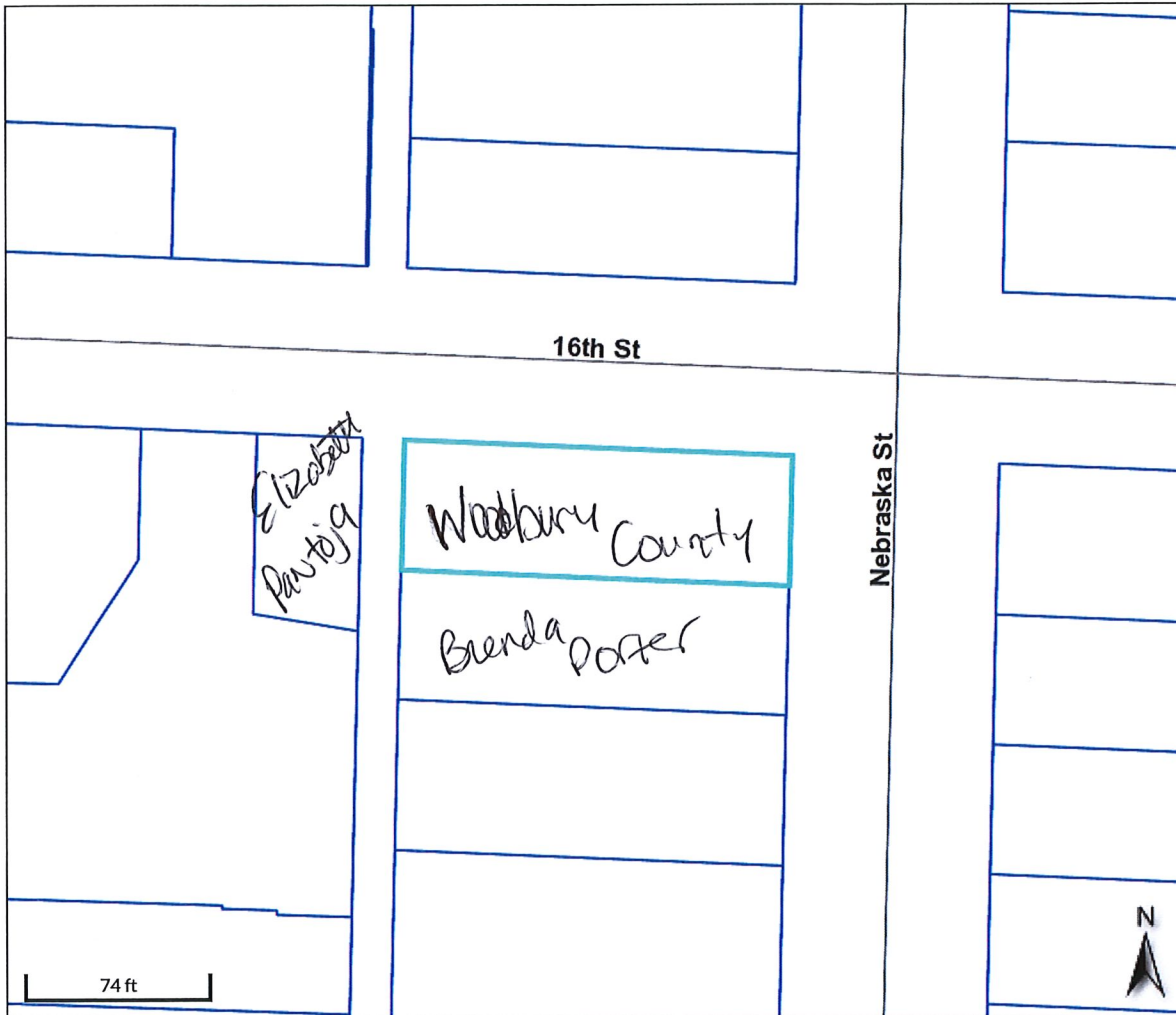 16th St
Elizabeth
Pantoja
Woodbury County
Nebraska St
Brenda Porter
N
74 ft